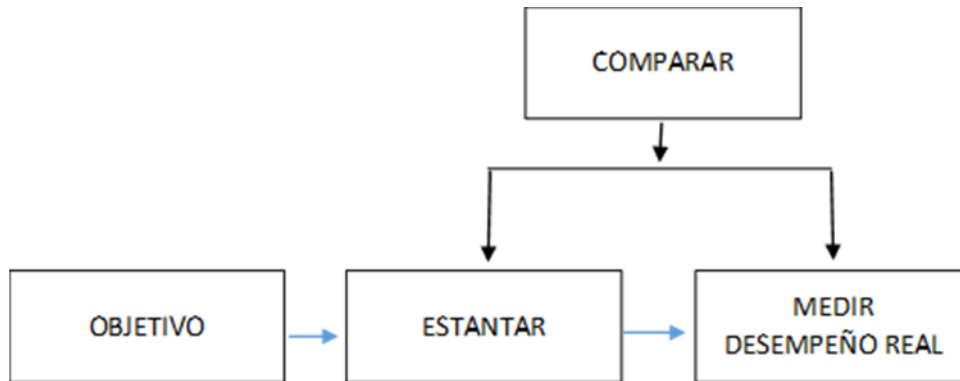 COMPARAR
OBJETIVO
ESTANTAR
MEDIR
DESEMPEÑO REAL